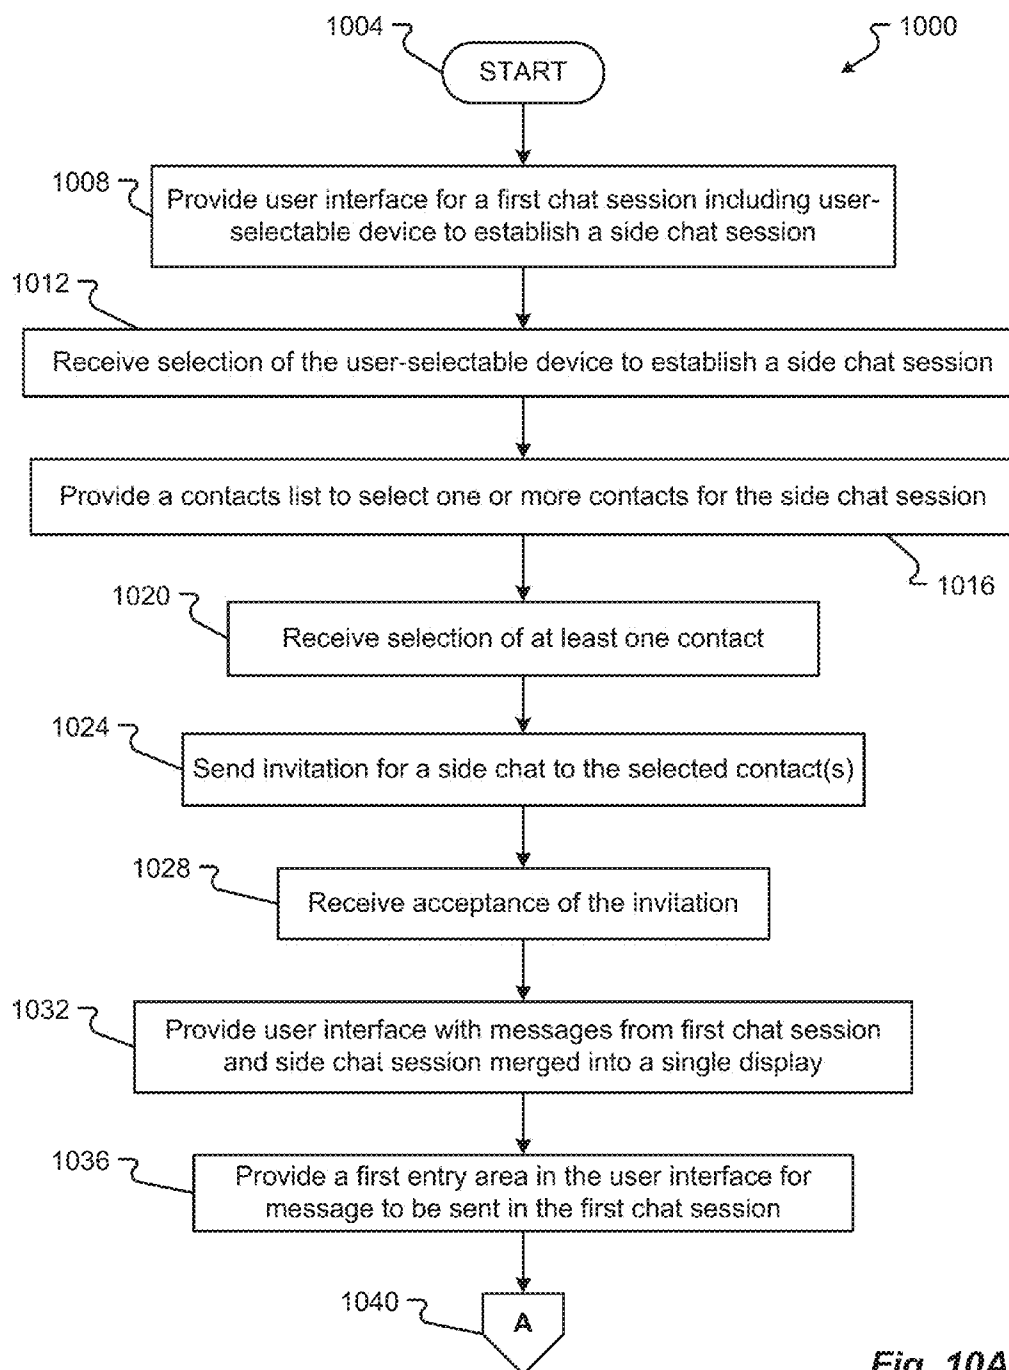 1004
1000
START
1008
Provide user interface for a first chat session including user-
selectable device to establish a side chat session
1012
Receive selection of the user-selectable device to establish a side chat session
Provide a contacts list to select one or more contacts for the side chat session
1016
1020
Receive selection of at least one contact
1024
Send invitation for a side chat to the selected contact(s)
1028
Receive acceptance of the invitation
1032
Provide user interface with messages from first chat session
and side chat session merged into a single display
1036
Provide a first entry area in the user interface for
message to be sent in the first chat session
1040
A
Fig. 10A